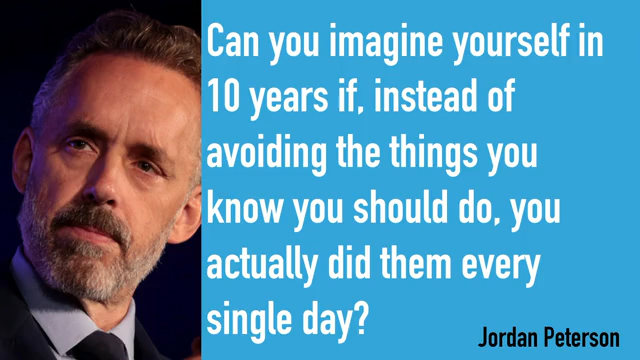 Can you imagine yourself in
10 years if, instead of
avoiding the things you
know you should do, you
actually did them every
single day?
Jordan Peterson